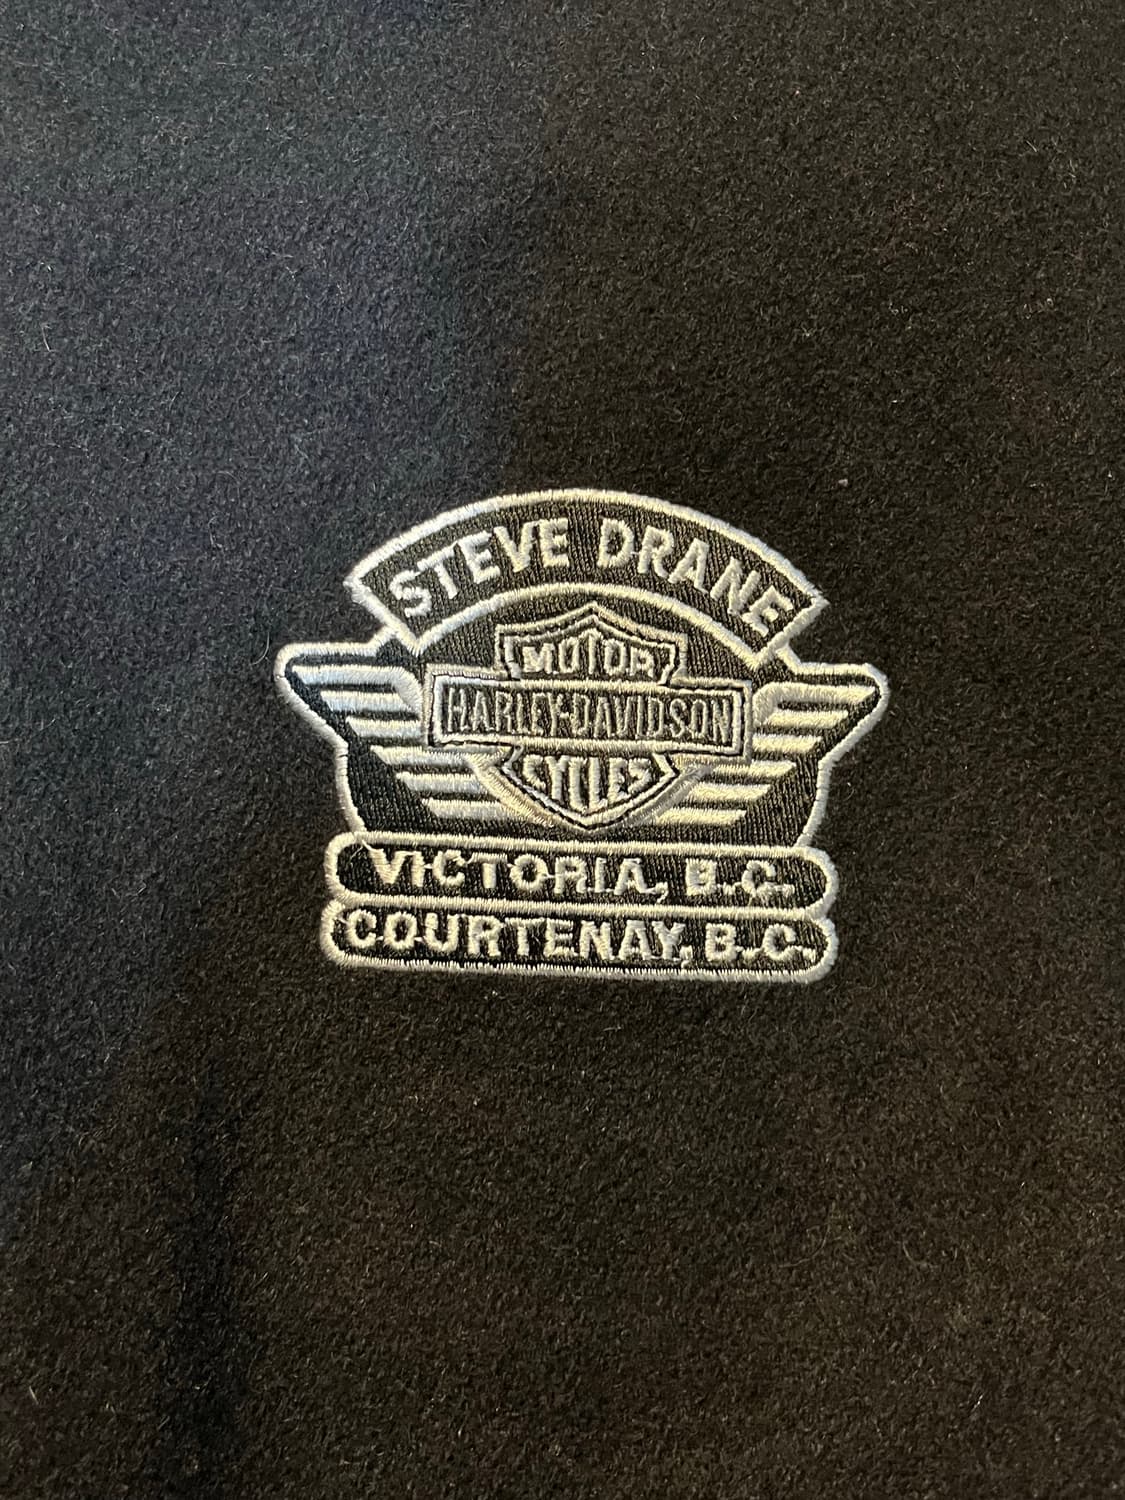 STEVE DRANE
MOTOR
HARLEY-DAVIDSON
CYCLES
VICTORIA, B.C.
COURTENAY, B.C.